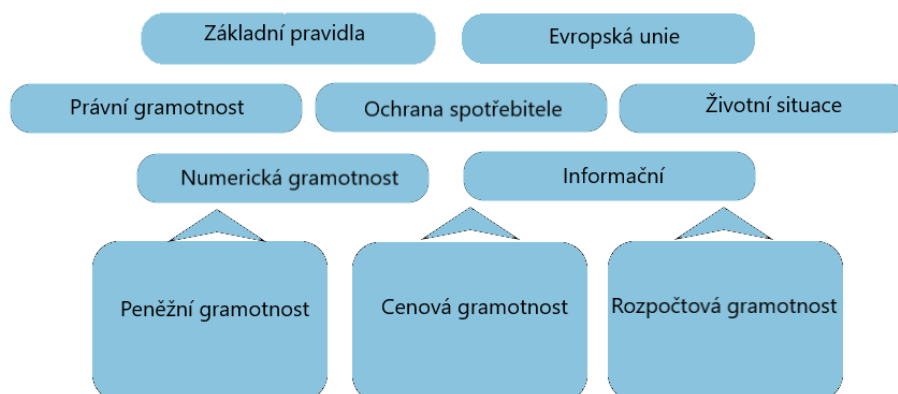 Základní pravidla
Evropská unie
Právní gramotnost
Ochrana spotřebitele
Životní situace
Numerická gramotnost
Informační
Peněžní gramotnost
Cenová gramotnost
Rozpočtová gramotnost